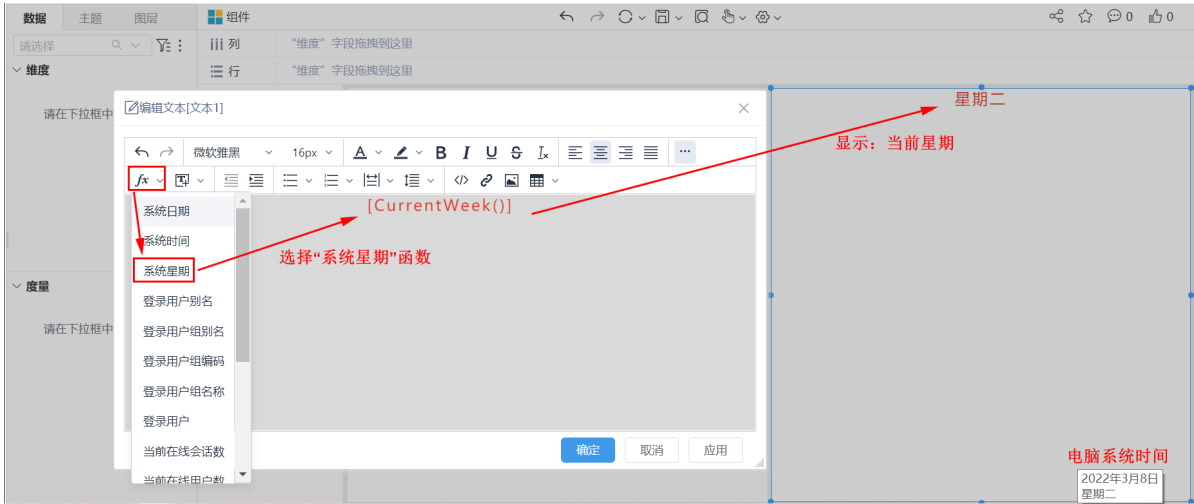 数据 主题 图层 组件 0 0
请选择 列 “维度”字段拖拽到这里
维度 行 “维度”字段拖拽到这里
请在下拉框中
编辑文本[文本1]
星期二
显示：当前星期
微软雅黑 16px A B I U S Ix ...
fx
系统日期
[CurrentWeek()]
系统时间
选择“系统星期”函数
系统星期
度量
登录用户别名
请在下拉框中
登录用户组别名
登录用户组编码
登录用户组名称
登录用户
当前在线会话数
确定 取消 应用
电脑系统时间
当前在线用户数
2022年3月8日
星期二